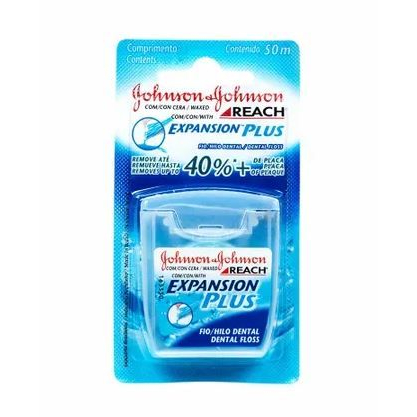 Comprimento
Contents
Contenido 50 m
Johnson & Johnson
COM/CON CERA / WAXED
REACH
COM/CON/WITH
EXPANSION PLUS
FIO/HILO DENTAL / DENTAL FLOSS
REMOVE ATÉ
REMUEVE HASTA
REMOVES UP TO
40%*+
DE PLACA
DE PLACA
OF PLAQUE
Johnson & Johnson
COM/CON CERA / WAXED
REACH
COM/CON/WITH
EXPANSION
PLUS
FIO/HILO DENTAL
DENTAL FLOSS